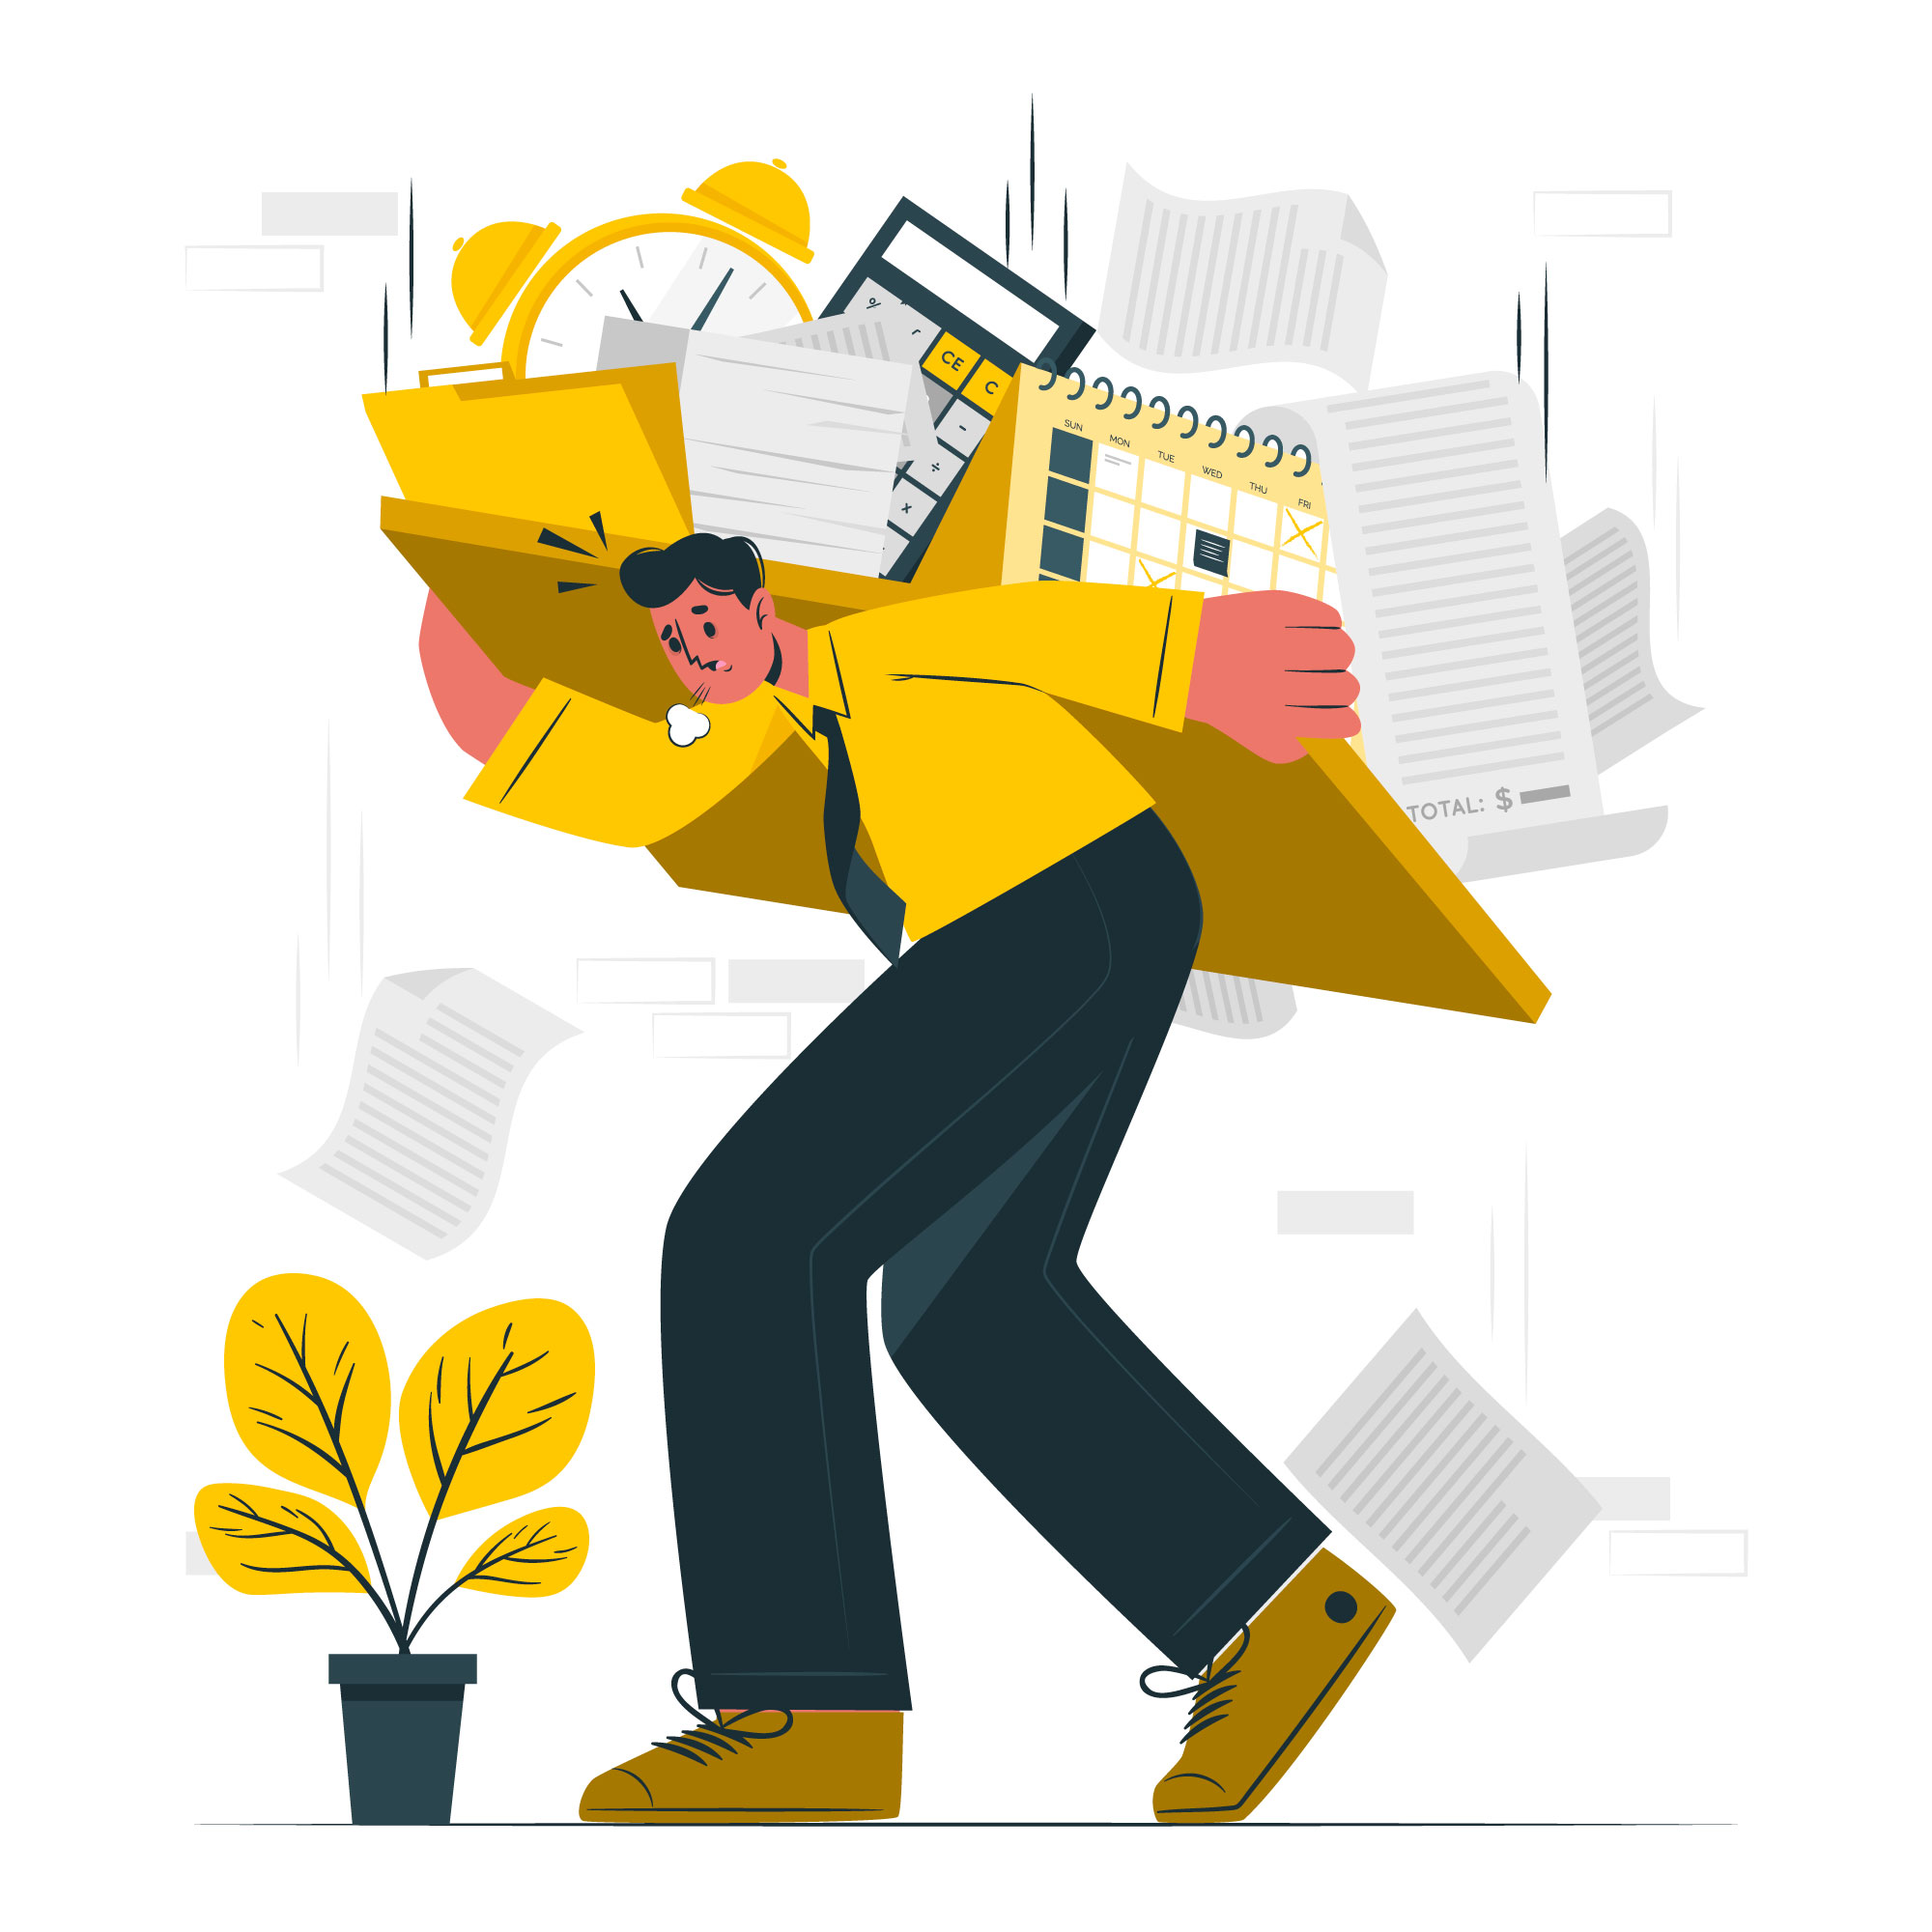 %
CE
C
-
÷
x
SUN MON TUE WED THU FRI
TOTAL: $